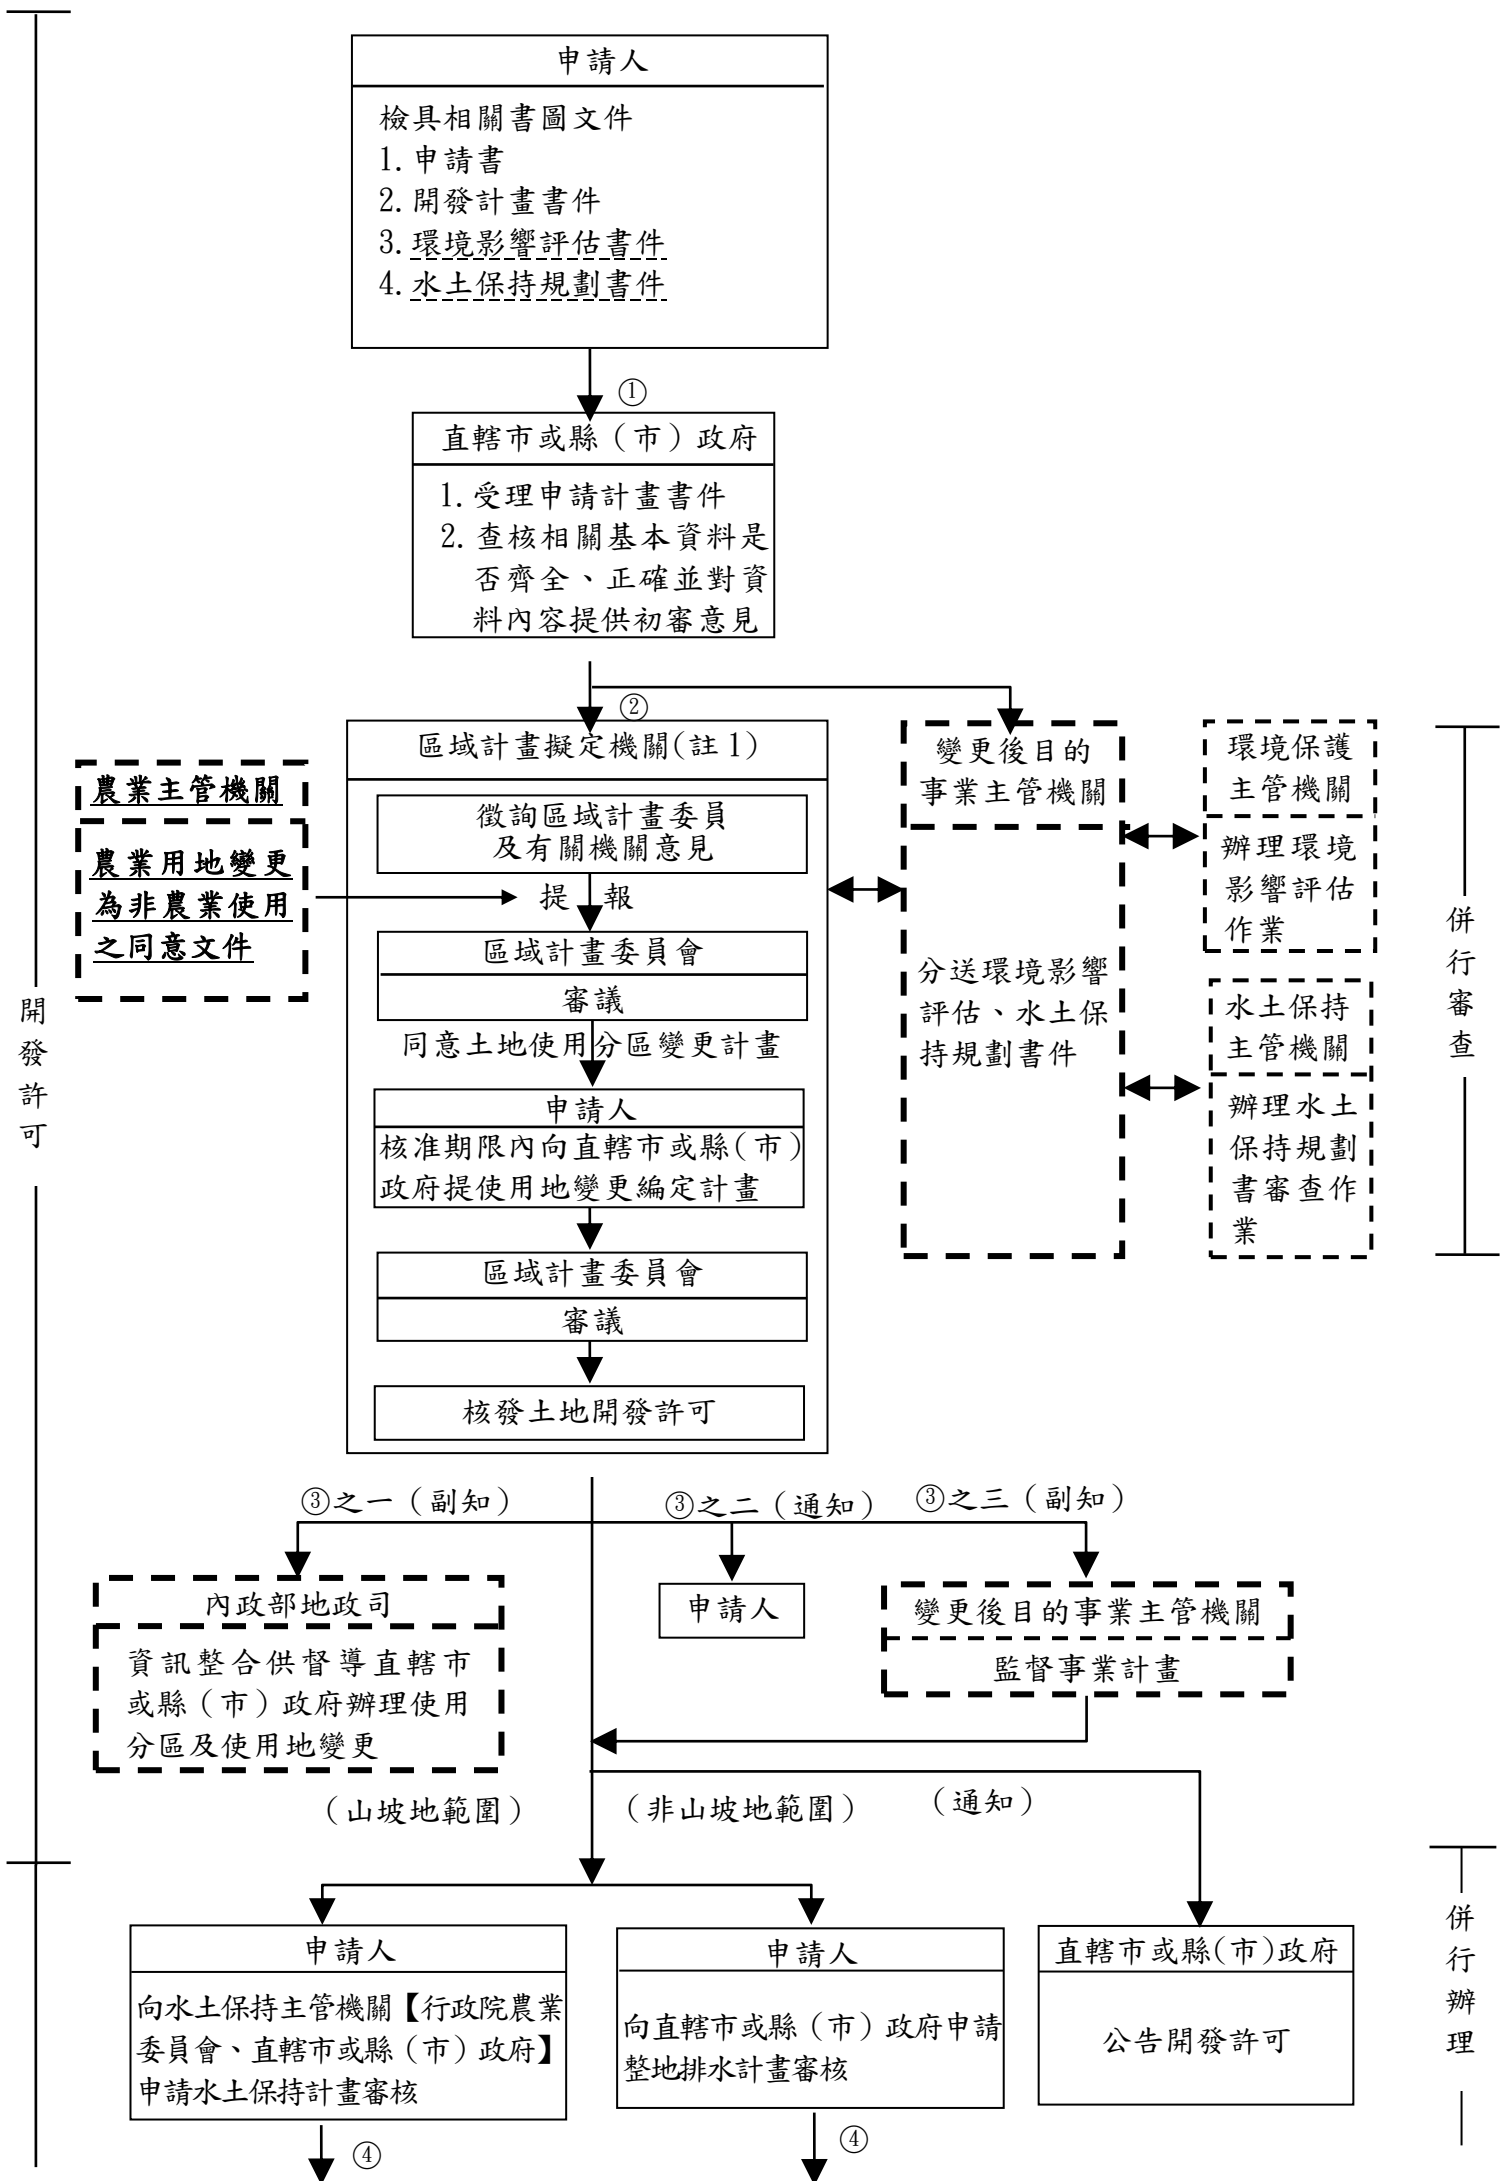 申請人
檢具相關書圖文件
1.申請書
2.開發計畫書件
3.環境影響評估書件
4.水土保持規劃書件
①
直轄市或縣（市）政府
1.受理申請計畫書件
2.查核相關基本資料是
否齊全、正確並對資
料內容提供初審意見
②
區域計畫擬定機關(註1)
徵詢區域計畫委員
及有關機關意見
提 報
區域計畫委員會
審議
同意土地使用分區變更計畫
申請人
核准期限內向直轄市或縣（市）
政府提使用地變更編定計畫
區域計畫委員會
審議
核發土地開發許可
農業主管機關
農業用地變更
為非農業使用
之同意文件
變更後目的
事業主管機關
分送環境影響
評估、水土保
持規劃書件
環境保護
主管機關
辦理環境
影響評估
作業
水土保持
主管機關
辦理水土
保持規劃
書審查作
業
併
行
審
查
開
發
許
可
③之一（副知）
③之二（通知）
③之三（副知）
內政部地政司
資訊整合供督導直轄市
或縣（市）政府辦理使用
分區及使用地變更
申請人
變更後目的事業主管機關
監督事業計畫
（山坡地範圍）
（非山坡地範圍）
（通知）
申請人
向水土保持主管機關【行政院農業
委員會、直轄市或縣（市）政府】
申請水土保持計畫審核
④
申請人
向直轄市或縣（市）政府申請
整地排水計畫審核
④
直轄市或縣(市)政府
公告開發許可
併
行
辦
理